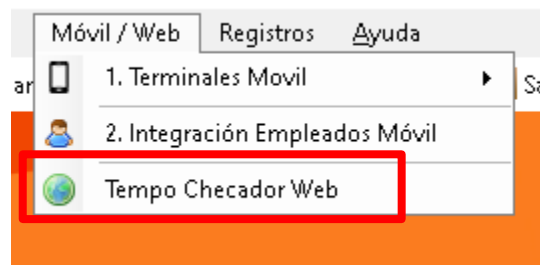 Móvil / Web Registros Ayuda
1. Terminales Movil
2. Integración Empleados Móvil
Tempo Checador Web